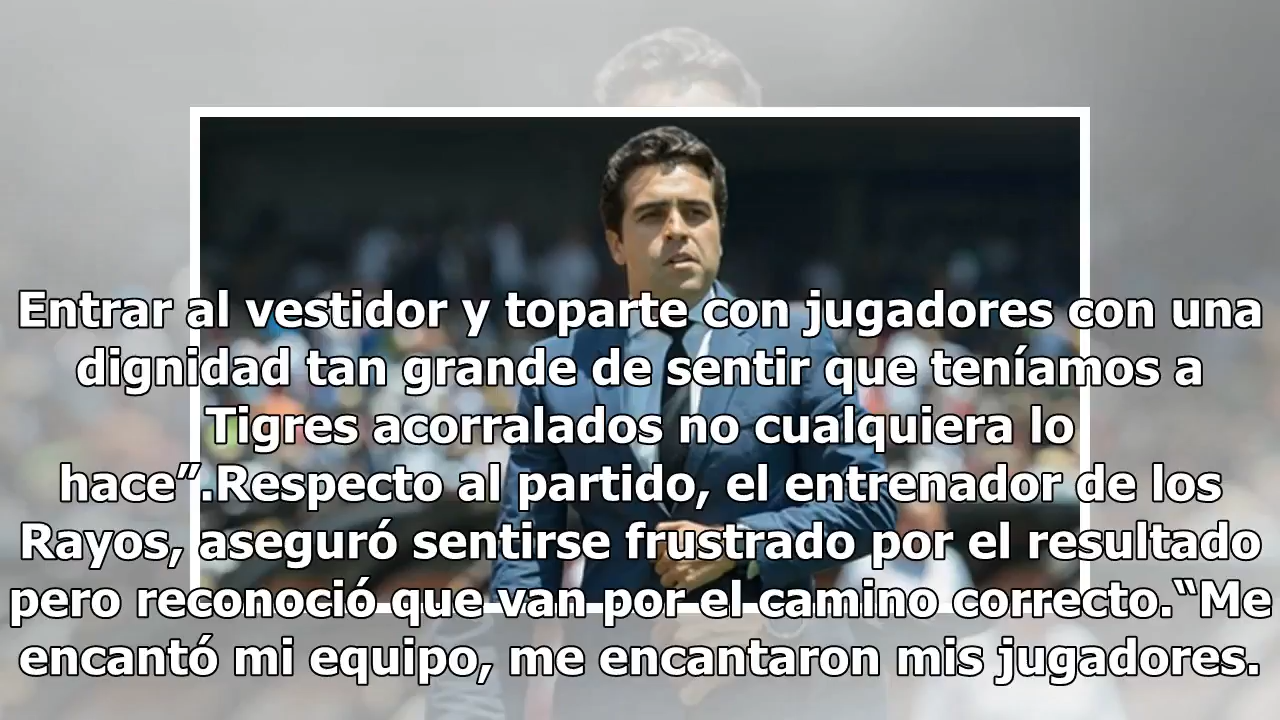 Entrar al vestidor y toparte con jugadores con una
dignidad tan grande de sentir que teníamos a
Tigres acorralados no cualquiera lo
hace”.Respecto al partido, el entrenador de los
Rayos, aseguró sentirse frustrado por el resultado
pero reconoció que van por el camino correcto.“Me
encantó mi equipo, me encantaron mis jugadores.